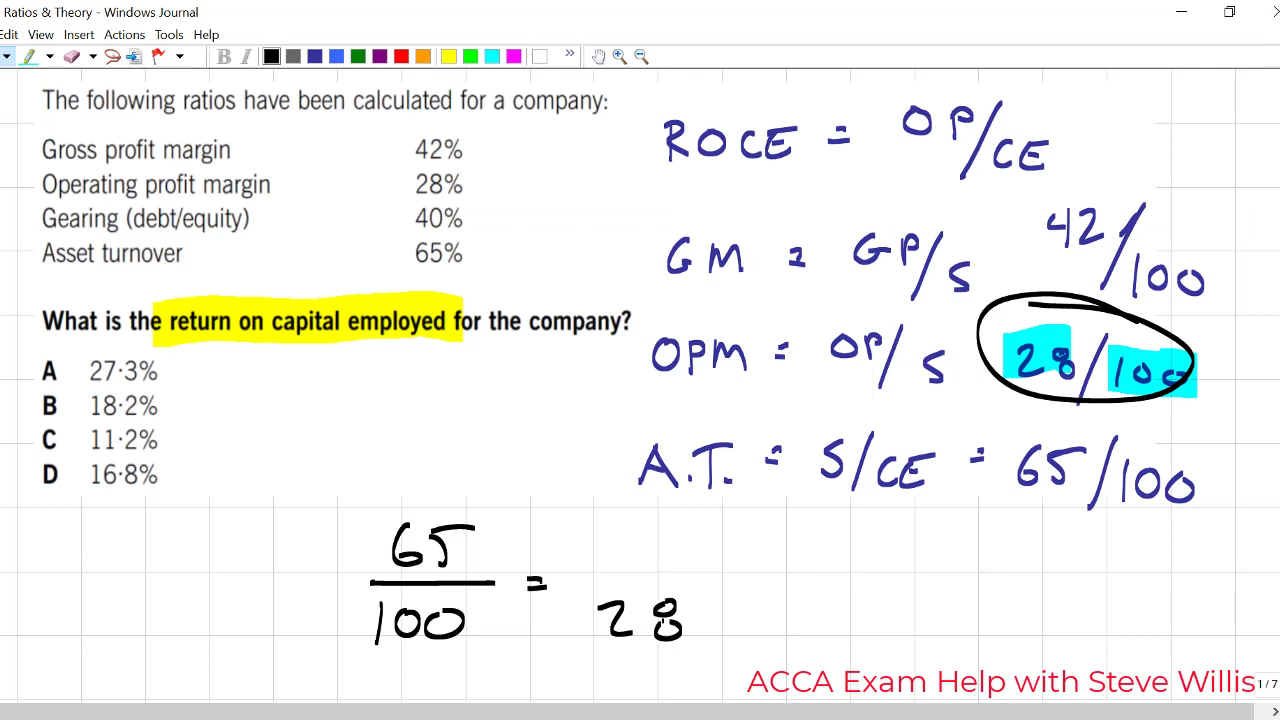 Ratios & Theory - Windows Journal
Edit View Insert Actions Tools Help
B I
The following ratios have been calculated for a company:
Gross profit margin 42%
Operating profit margin 28%
Gearing (debt/equity) 40%
Asset turnover 65%
What is the return on capital employed for the company?
A 27·3%
B 18·2%
C 11·2%
D 16·8%
ROCE = OP/CE
GM = GP/S 42/100
OPM = OP/S 28/100
A.T. = S/CE = 65/100
65
100 = 28
ACCA Exam Help with Steve Willis
1/7